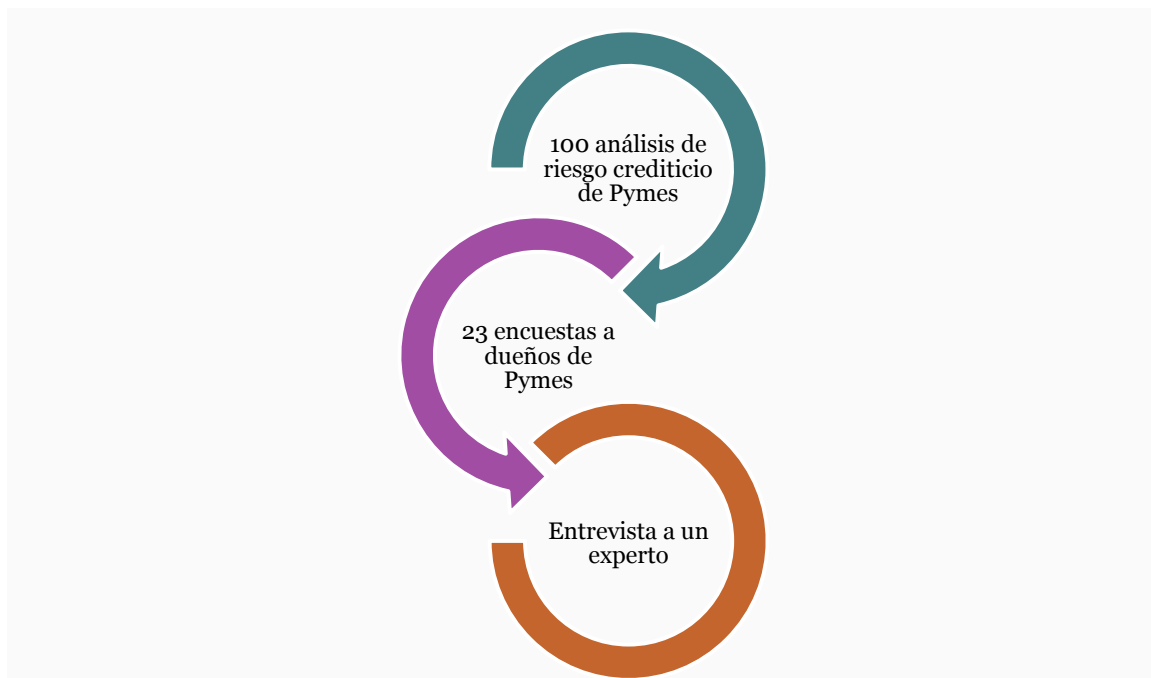 100 análisis de
riesgo crediticio
de Pymes
23 encuestas a
dueños de
Pymes
Entrevista a un
experto